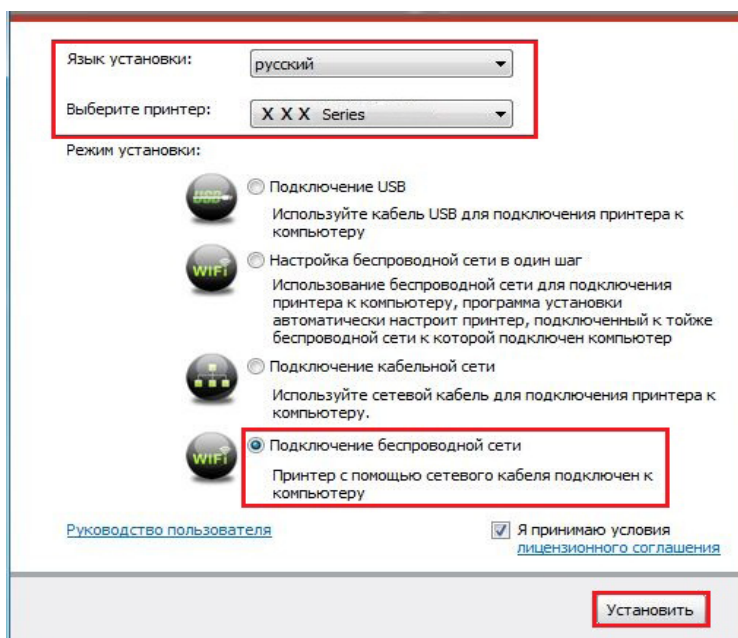 Язык установки: русский
Выберите принтер: X X X Series
Режим установки:
USB
Подключение USB
Используйте кабель USB для подключения принтера к
компьютеру
WiFi
Настройка беспроводной сети в один шаг
Использование беспроводной сети для подключения
принтера к компьютеру, программа установки
автоматически настроит принтер, подключенный к тойже
беспроводной сети к которой подключен компьютер
Подключение кабельной сети
Используйте сетевой кабель для подключения принтера к
компьютеру.
WiFi
Подключение беспроводной сети
Принтер с помощью сетевого кабеля подключен к
компьютеру
Руководство пользователя
Я принимаю условия
лицензионного соглашения
Установить